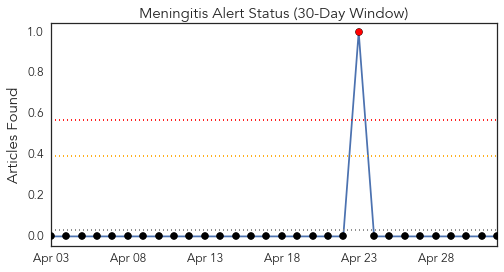 Meningitis Alert Status (30-Day Window)
Articles Found
1.0
0.8
0.6
0.4
0.2
0.0
Apr 03 Apr 08 Apr 13 Apr 18 Apr 23 Apr 28